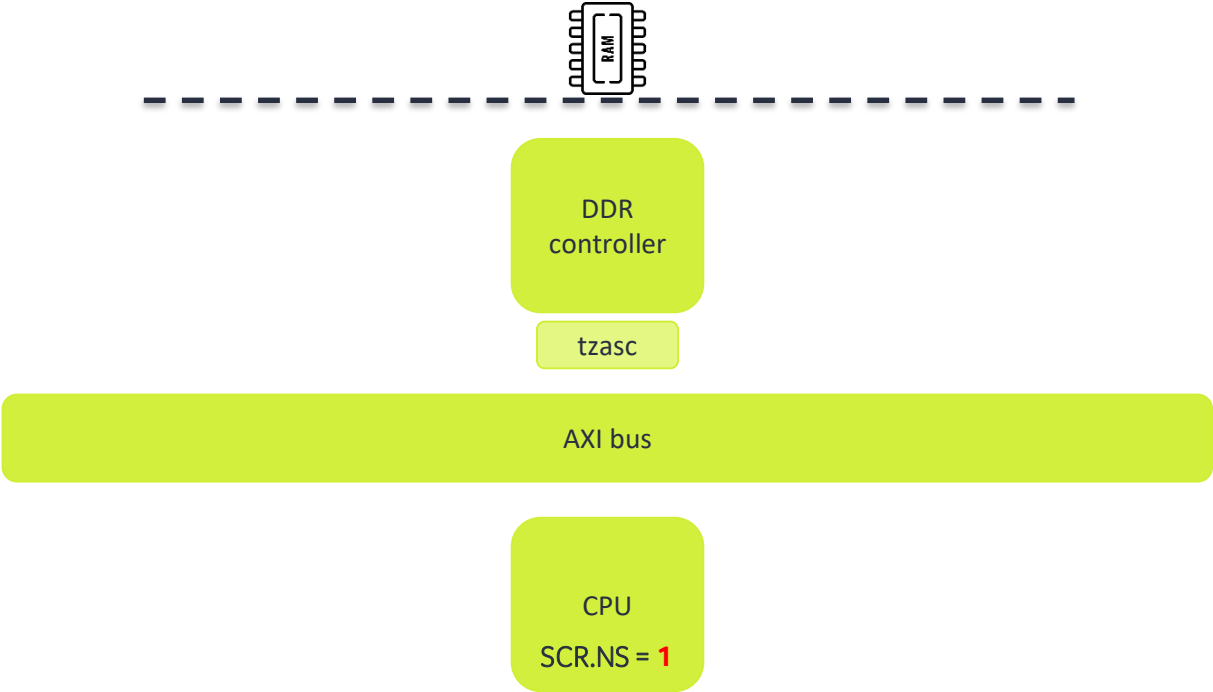 RAM
DDR
controller
tzasc
AXI bus
CPU
SCR.NS = 1